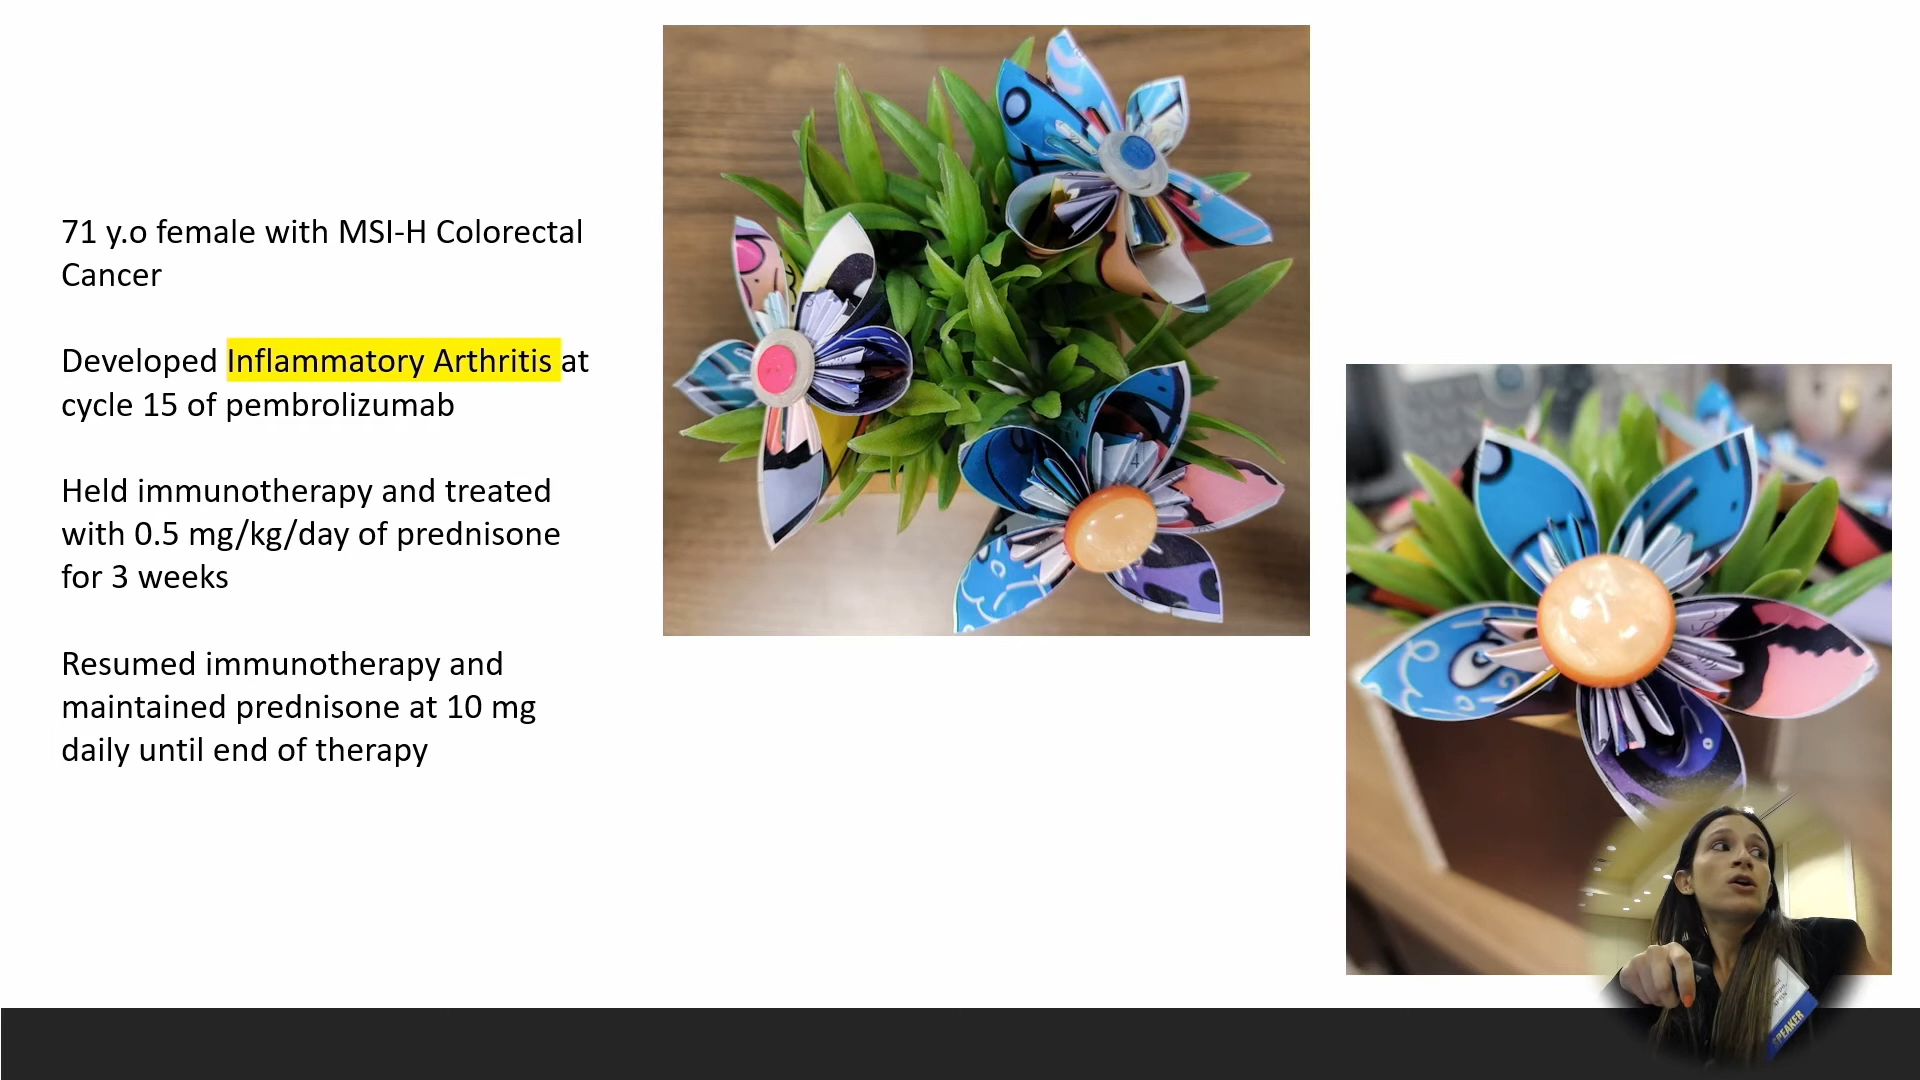 71 y.o female with MSI-H Colorectal
Cancer
Developed Inflammatory Arthritis at
cycle 15 of pembrolizumab
Held immunotherapy and treated
with 0.5 mg/kg/day of prednisone
for 3 weeks
Resumed immunotherapy and
maintained prednisone at 10 mg
daily until end of therapy
SPEAKER